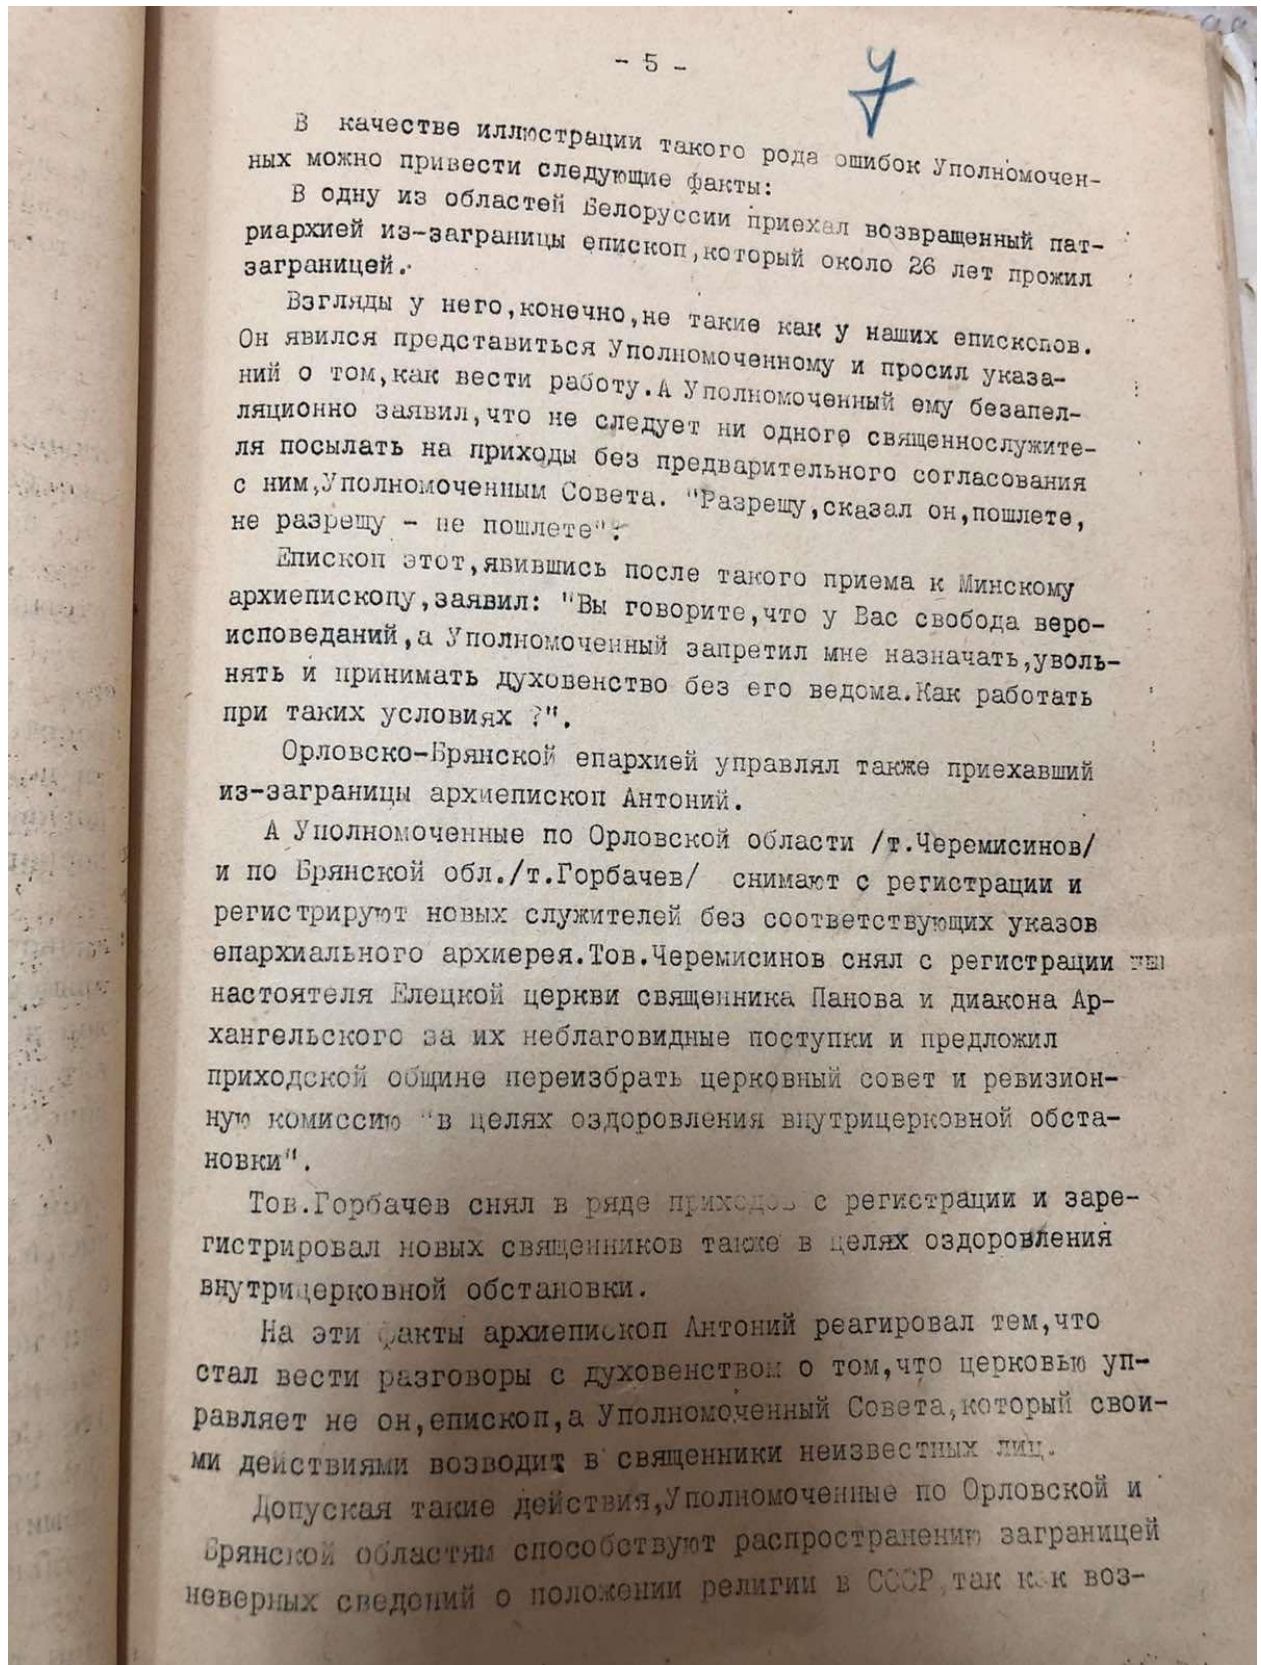 - 5 -
7
В качестве иллюстрации такого рода ошибок Уполномочен-
ных можно привести следующие факты:
В одну из областей Белоруссии приехал возвращенный пат-
риархией из-заграницы епископ,который около 26 лет прожил
заграницей.
Взгляды у него,конечно,не такие как у наших епископов.
Он явился представиться Уполномоченному и просил указа-
ний о том,как вести работу.А Уполномоченный ему безапел-
ляционно заявил,что не следует ни одного священнослужите-
ля посылать на приходы без предварительного согласования
с ним,Уполномоченным Совета. "Разрешу,сказал он,пошлете,
не разрешу - не пошлете".
Епископ этот,явившись после такого приема к Минскому
архиепископу,заявил: "Вы говорите,что у Вас свобода веро-
исповеданий,а Уполномоченный запретил мне назначать,уволь-
нять и принимать духовенство без его ведома.Как работать
при таких условиях ?".
Орловско-Брянской епархией управлял также приехавший
из-заграницы архиепископ Антоний.
А Уполномоченные по Орловской области /т.Черемисинов/
и по Брянской обл./т.Горбачев/ снимают с регистрации и
регистрируют новых служителей без соответствующих указов
епархиального архиерея.Тов.Черемисинов снял с регистрации
настоятеля Елецкой церкви священника Панова и диакона Ар-
хангельского за их неблаговидные поступки и предложил
приходской общине переизбрать церковный совет и ревизион-
ную комиссию "в целях оздоровления внутрицерковной обста-
новки".
Тов.Горбачев снял в ряде приходов с регистрации и заре-
гистрировал новых священников также в целях оздоровления
внутрицерковной обстановки.
На эти факты архиепископ Антоний реагировал тем,что
стал вести разговоры с духовенством о том,что церковью уп-
равляет не он,епископ,а Уполномоченный Совета,который свои-
ми действиями возводит в священники неизвестных лиц.
Допуская такие действия,Уполномоченные по Орловской и
Брянской областям способствуют распространению заграницей
неверных сведений о положении религии в СССР,так как воз-